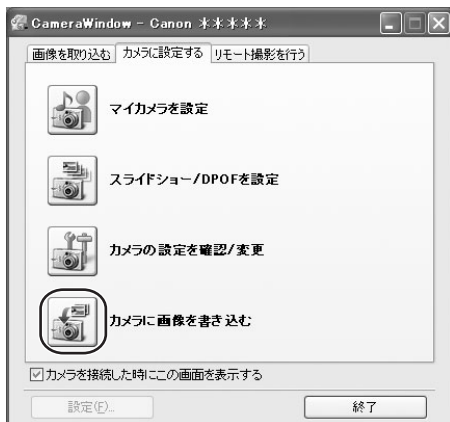 CameraWindow - Canon ＊＊＊＊＊
画像を取り込む カメラに設定する リモート撮影を行う
マイカメラを設定
スライドショー/DPOFを設定
カメラの設定を確認/変更
カメラに画像を書き込む
カメラを接続した時にこの画面を表示する
設定(F)... 終了